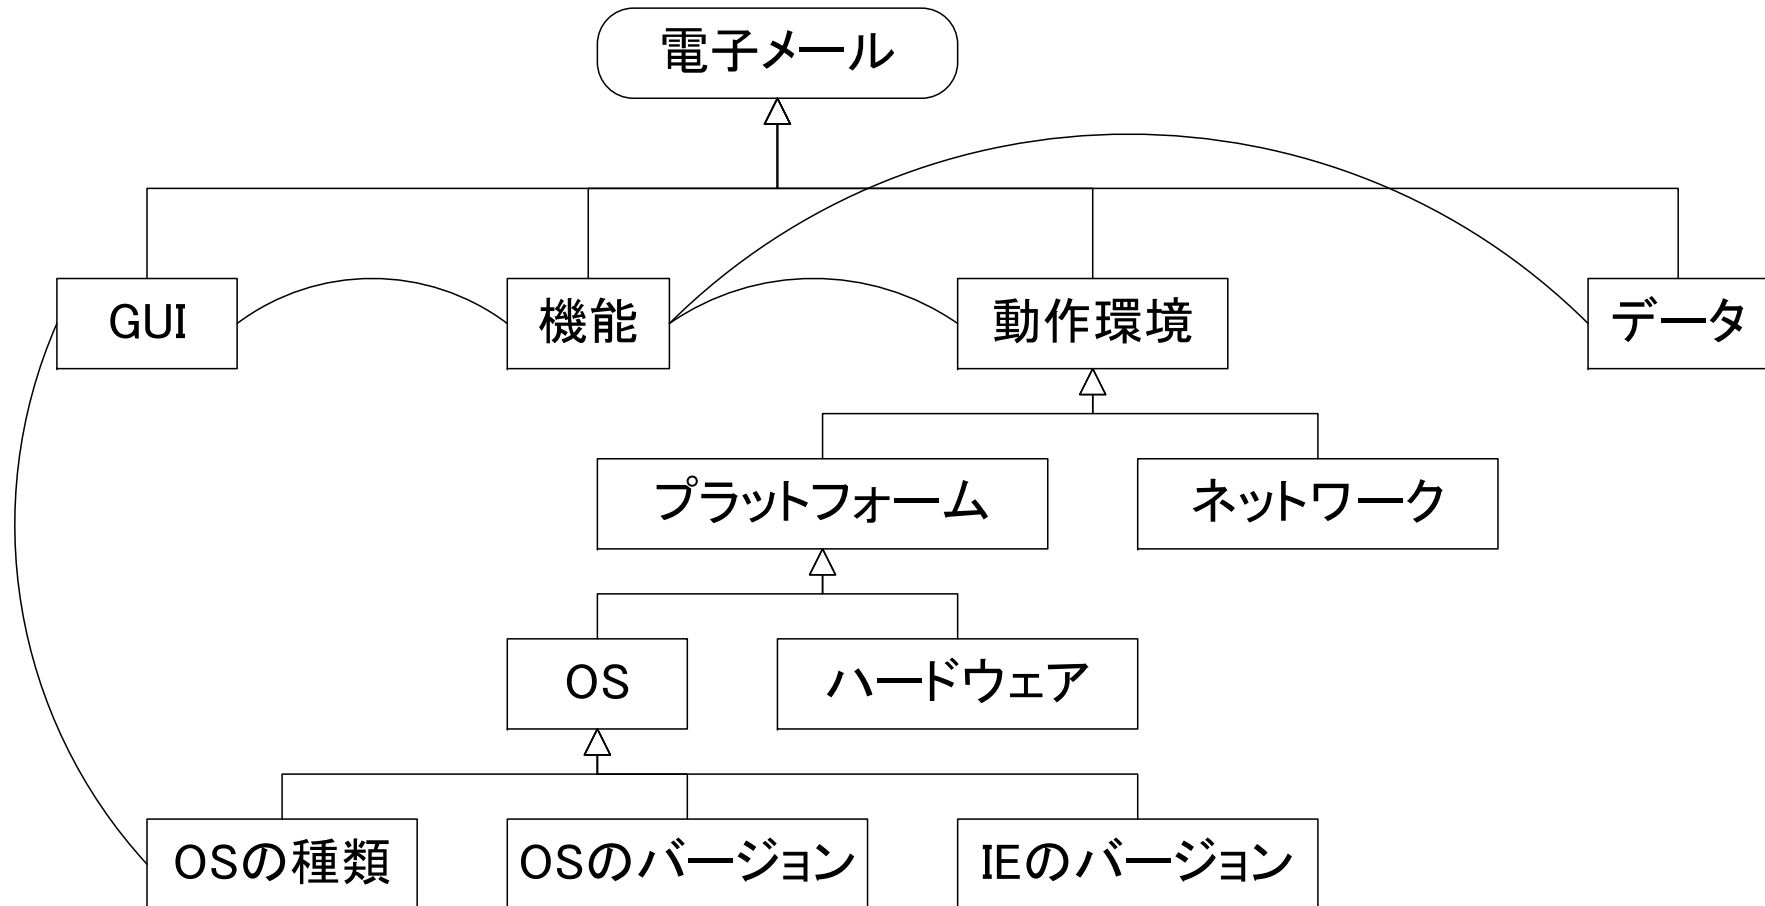 電子メール
GUI
機能
動作環境
データ
プラットフォーム
ネットワーク
OS
ハードウェア
OSの種類
OSのバージョン
IEのバージョン